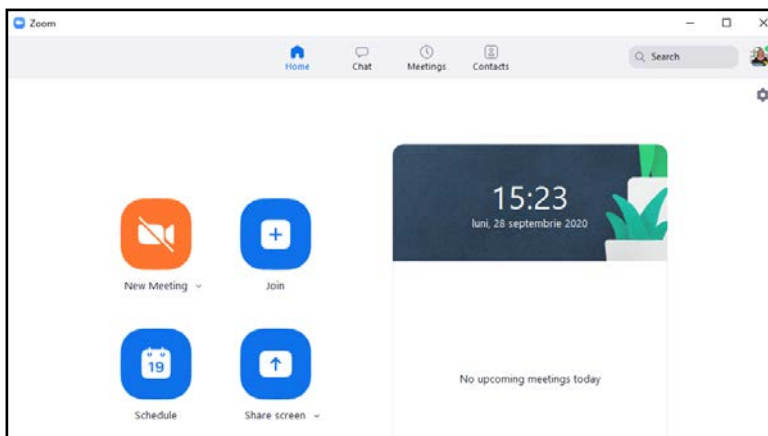 Zoom
Home
Chat
Meetings
Contacts
Search
15:23
luni, 28 septembrie 2020
New Meeting
Join
19
Schedule
Share screen
No upcoming meetings today